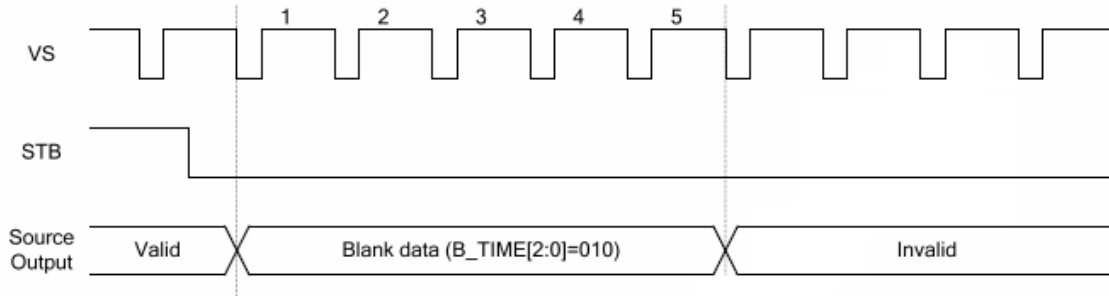 1 2 3 4 5
VS
STB
Source
Output
Valid
Blank data (B_TIME[2:0]=010)
Invalid